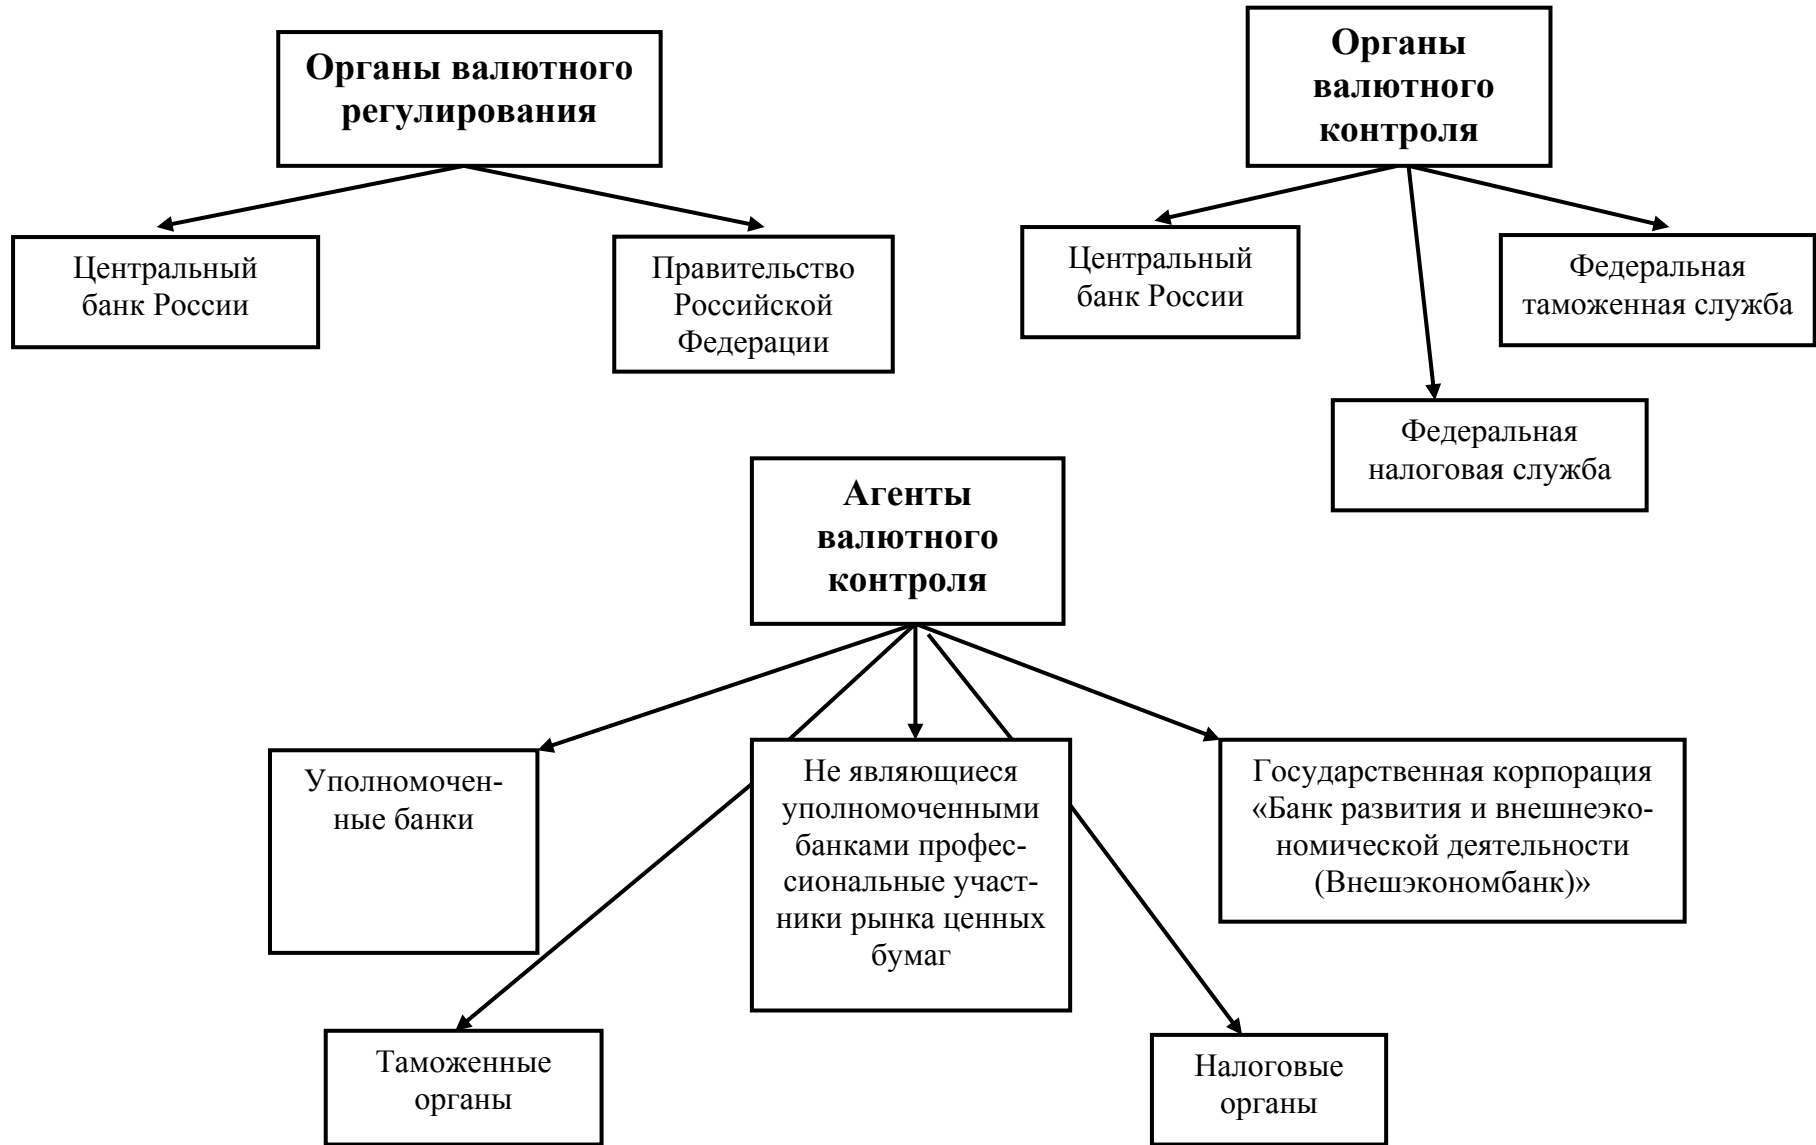 Органы валютного
регулирования
Органы
валютного
контроля
Центральный
банк России
Правительство
Российской
Федерации
Центральный
банк России
Федеральная
таможенная служба
Федеральная
налоговая служба
Агенты
валютного
контроля
Уполномочен-
ные банки
Не являющиеся
уполномоченными
банками профес-
сиональные участ-
ники рынка ценных
бумаг
Государственная корпорация
«Банк развития и внешнеэко-
номической деятельности
(Внешэкономбанк)»
Таможенные
органы
Налоговые
органы